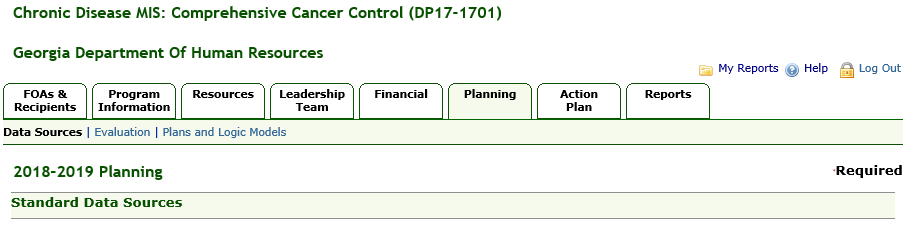 Chronic Disease MIS: Comprehensive Cancer Control (DP17-1701)
Georgia Department Of Human Resources
My Reports Help Log Out
FOAs & Recipients
Program Information
Resources
Leadership Team
Financial
Planning
Action Plan
Reports
Data Sources | Evaluation | Plans and Logic Models
2018-2019 Planning
*Required
Standard Data Sources